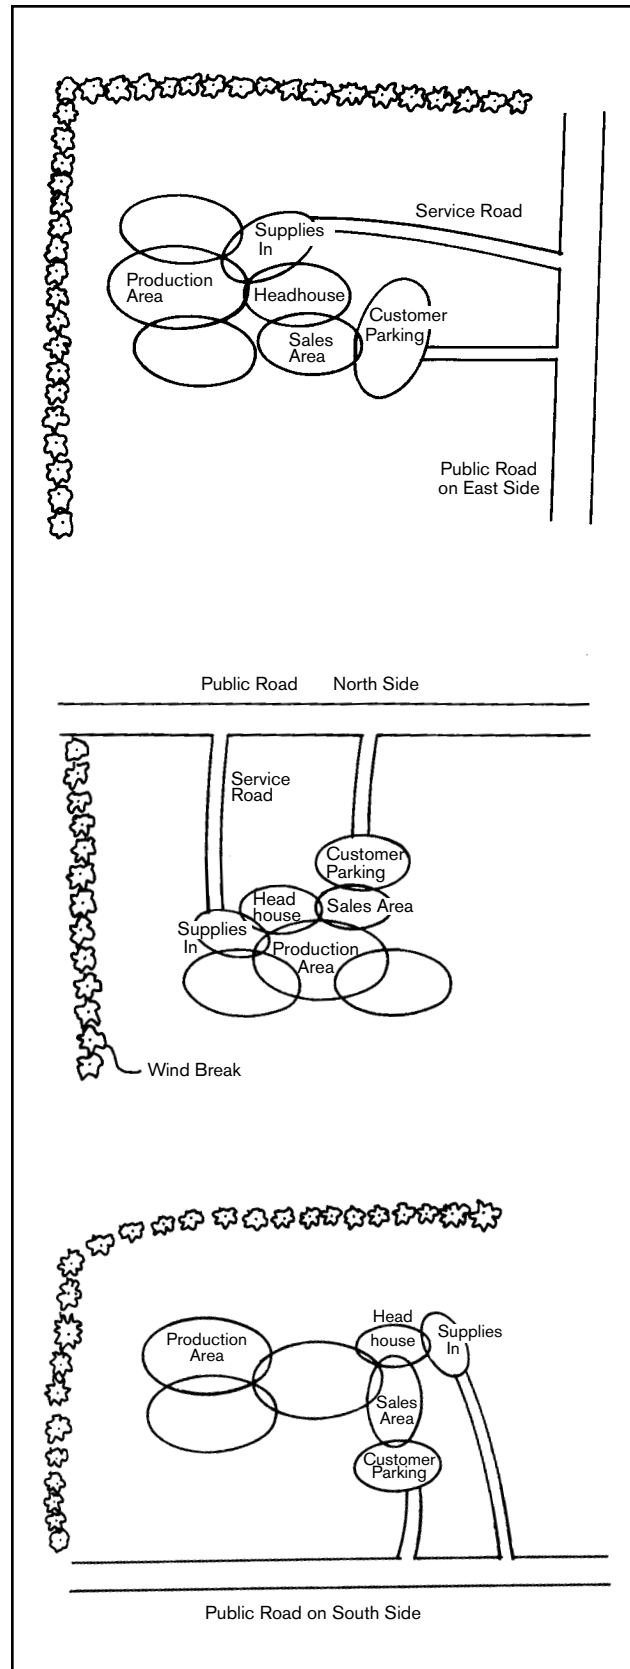 Service Road
Supplies
In
Production
Area
Headhouse
Customer
Parking
Sales
Area
Public Road
on East Side
Public Road North Side
Service
Road
Customer
Parking
Head
house
Sales Area
Supplies
In
Production
Area
Wind Break
Head
house
Supplies
In
Production
Area
Sales
Area
Customer
Parking
Public Road on South Side